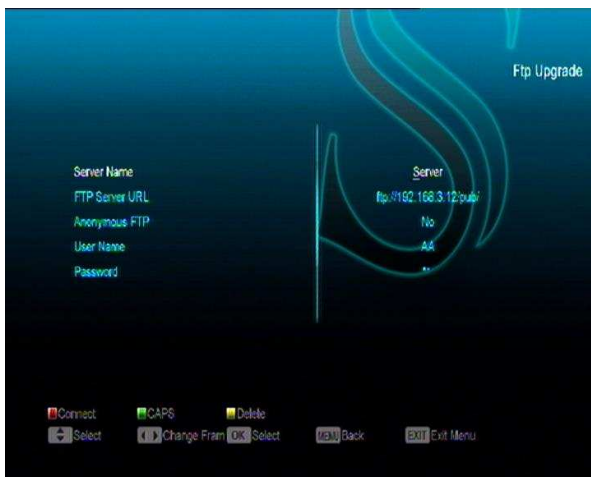 Ftp Upgrade
Server Name Server
FTP Server URL ftp://192.168.3.12/pub/
Anonymous FTP No
User Name AA
Password **
Connect CAPS Delete
Select Change Fram OK Select MENU Back EXIT Exit Menu